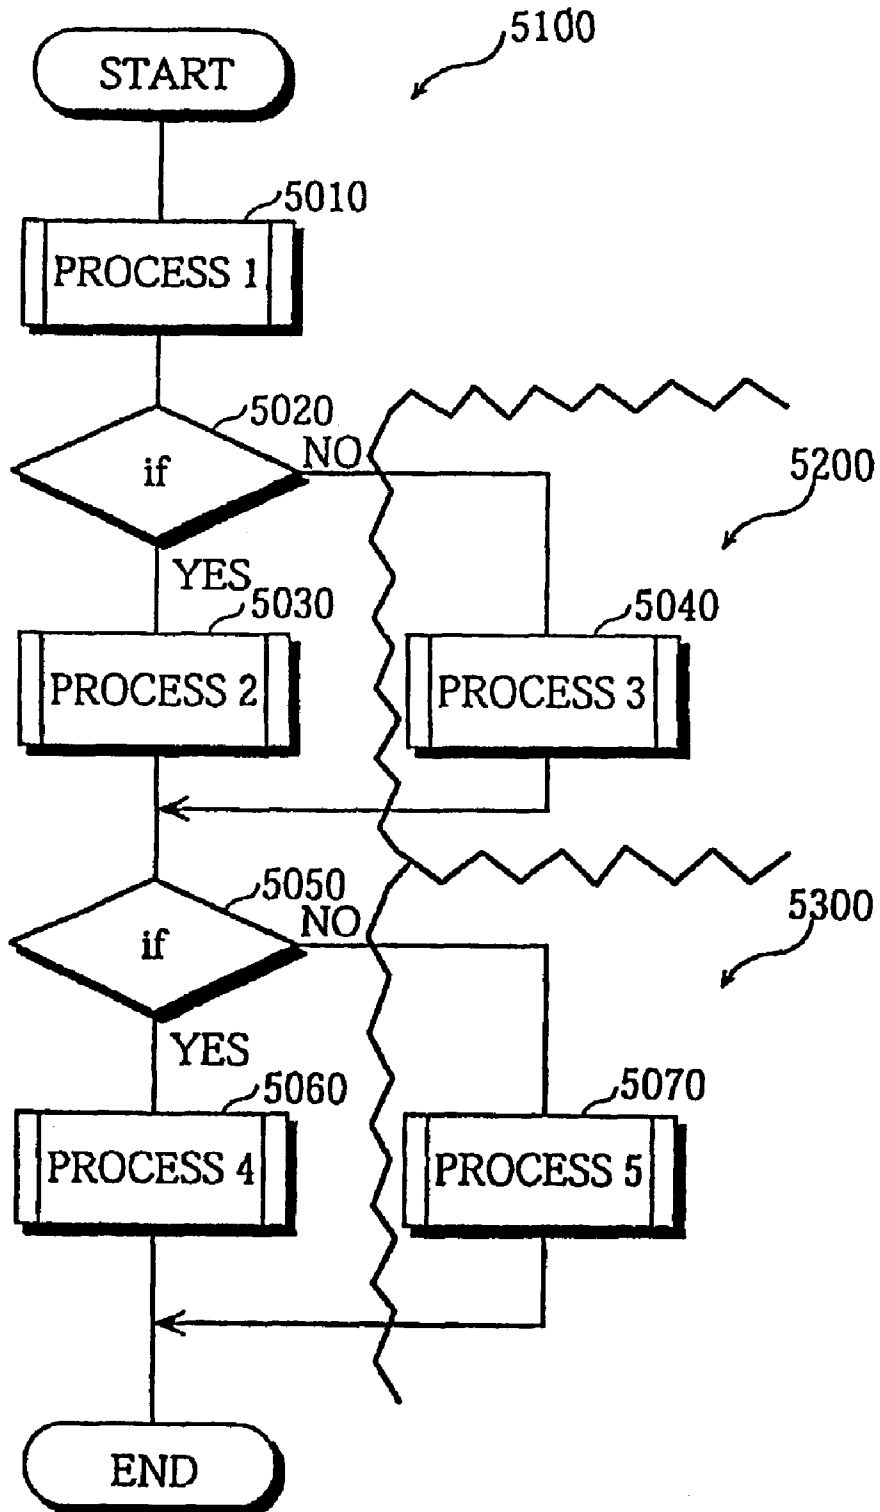 5100
START
5010
PROCESS 1
5020
if
NO
5200
YES
5030
PROCESS 2
5040
PROCESS 3
5050
if
NO
5300
YES
5060
PROCESS 4
5070
PROCESS 5
END